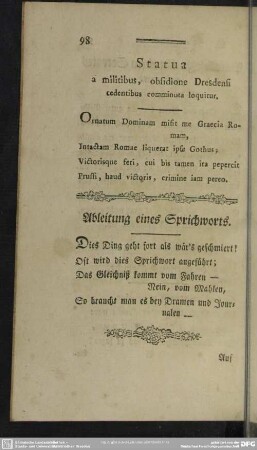 98
Statua
a militibus, obsidione Dresdensi
cedentibus comminuta loquitur.
Ornatum Dominam misit me Graecia Ro-
mam,
Intactam Romae liquerat ipse Gothus;
Victorisque feri, cui bis tamen ira pepercit
Prussi, haud victoris, crimine iam pereo.
Ableitung eines Sprichworts.
Dies Ding geht fort als wär's geschmiert!
Oft wird dies Sprichwort angeführt;
Das Gleichniß kommt vom Fahren —
Nein, vom Mahlen,
So braucht man es bey Dramen und Jour-
nalen —
Auf